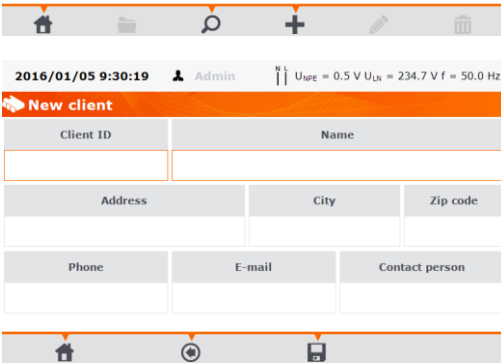 2016/01/05 9:30:19 Admin N L UNPE = 0.5 V ULN = 234.7 V f = 50.0 Hz
New client
Client ID Name
Address City Zip code
Phone E-mail Contact person